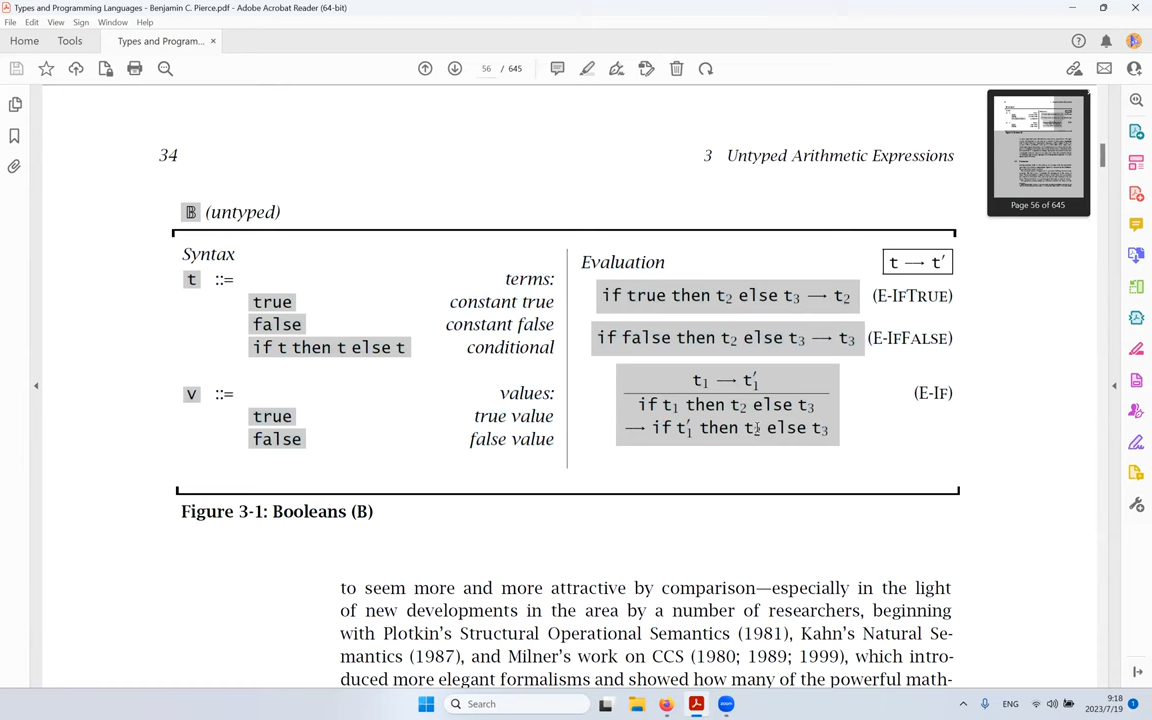 Types and Programming Languages - Benjamin C. Pierce.pdf - Adobe Acrobat Reader (64-bit)
File Edit View Sign Window Help
Home Tools Types and Program... ×
56 / 645
Page 56 of 645
34 3 Untyped Arithmetic Expressions
𝔹 (untyped)
Syntax
t ::= terms:
true constant true
false constant false
if t then t else t conditional
v ::= values:
true true value
false false value
Evaluation t → t′
if true then t₂ else t₃ → t₂ (E-IFTRUE)
if false then t₂ else t₃ → t₃ (E-IFFALSE)
t₁ → t₁′
if t₁ then t₂ else t₃ (E-IF)
→ if t₁′ then t₂ else t₃
Figure 3-1: Booleans (B)
to seem more and more attractive by comparison—especially in the light
of new developments in the area by a number of researchers, beginning
with Plotkin's Structural Operational Semantics (1981), Kahn's Natural Se-
mantics (1987), and Milner's work on CCS (1980; 1989; 1999), which intro-
duced more elegant formalisms and showed how many of the powerful math-
Search
ENG
9:18
2023/7/19